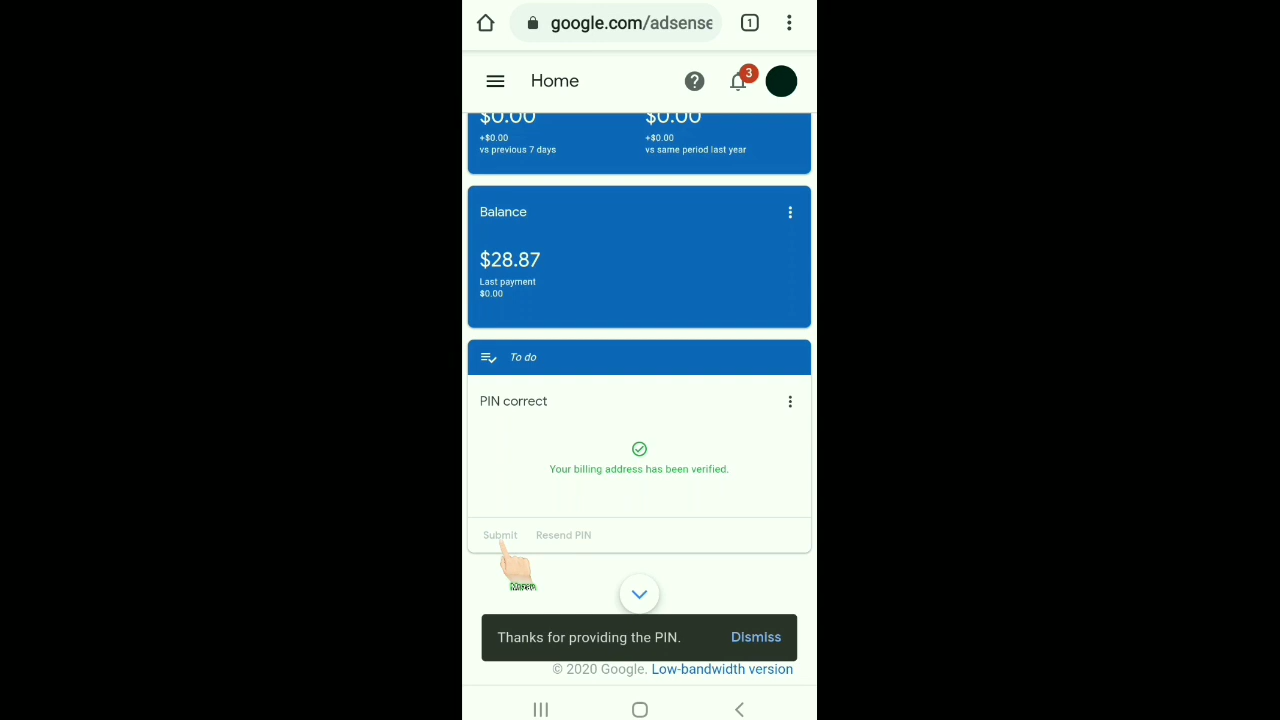 google.com/adsense
1
Home
3
$0.00 $0.00
+$0.00 +$0.00
vs previous 7 days vs same period last year
Balance
$28.87
Last payment
$0.00
To do
PIN correct
Your billing address has been verified.
Submit Resend PIN
Thanks for providing the PIN. Dismiss
© 2020 Google. Low-bandwidth version